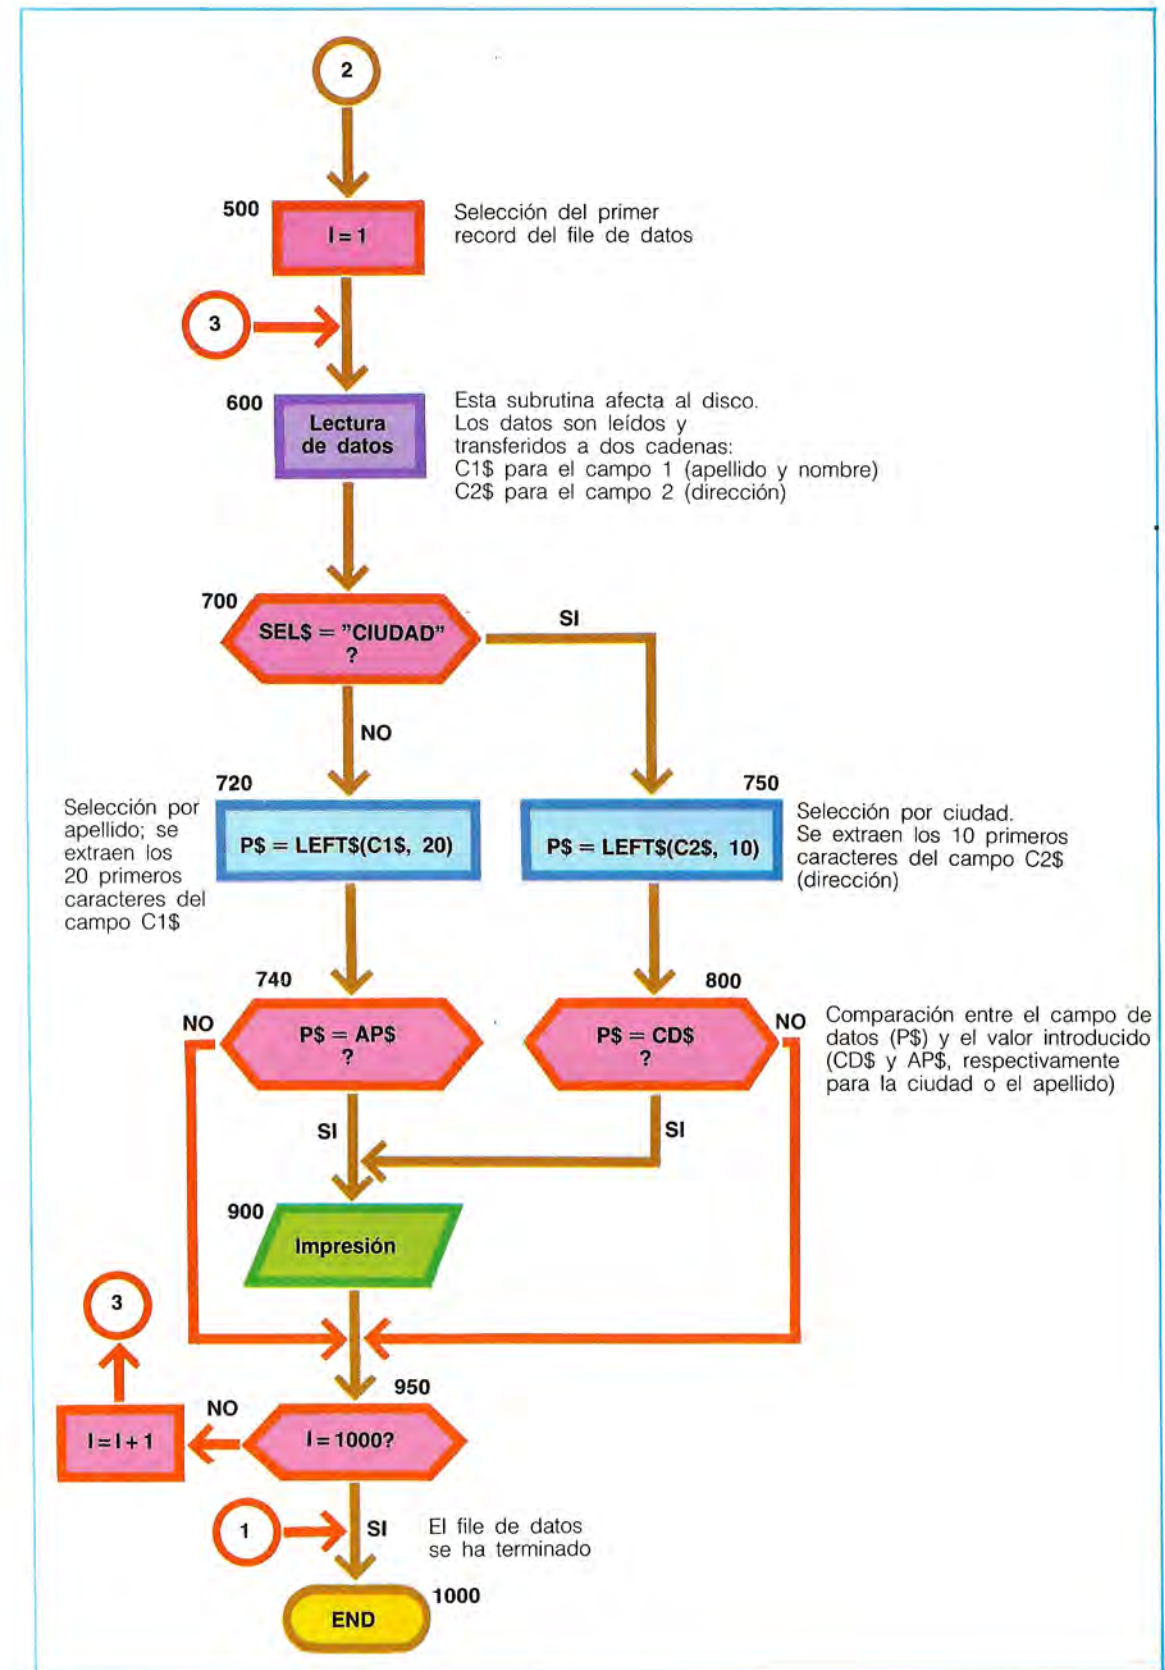 2
500
I = 1
Selección del primer
record del file de datos
3
600
Lectura
de datos
Esta subrutina afecta al disco.
Los datos son leídos y
transferidos a dos cadenas:
C1$ para el campo 1 (apellido y nombre)
C2$ para el campo 2 (dirección)
700
SEL$ = ”CIUDAD”
?
SI
NO
720
Selección por
apellido; se
extraen los
20 primeros
caracteres del
campo C1$
P$ = LEFT$(C1$, 20)
750
P$ = LEFT$(C2$, 10)
Selección por ciudad.
Se extraen los 10 primeros
caracteres del campo C2$
(dirección)
740
NO
P$ = AP$
?
800
P$ = CD$
?
NO
Comparación entre el campo de
datos (P$) y el valor introducido
(CD$ y AP$, respectivamente
para la ciudad o el apellido)
SI
SI
900
Impresión
3
950
NO
I = I + 1
I = 1000?
1
SI
El file de datos
se ha terminado
1000
END